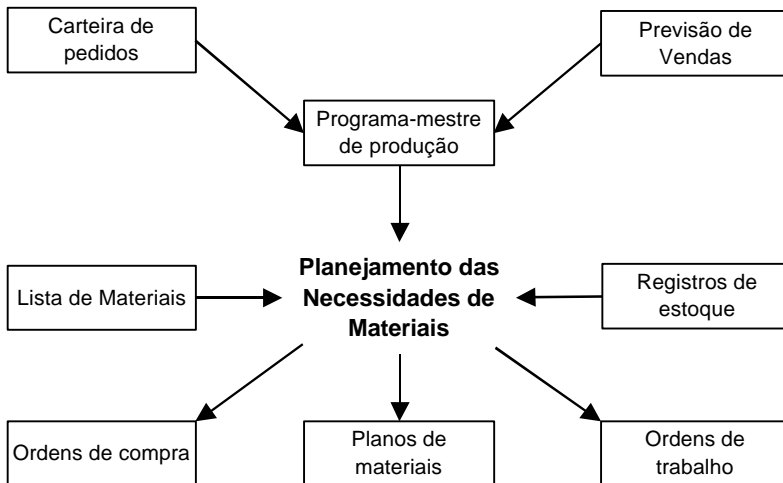 Carteira de
pedidos
Previsão de
Vendas
Programa-mestre
de produção
Lista de Materiais
Planejamento das
Necessidades de
Materiais
Registros de
estoque
Ordens de compra
Planos de
materiais
Ordens de
trabalho